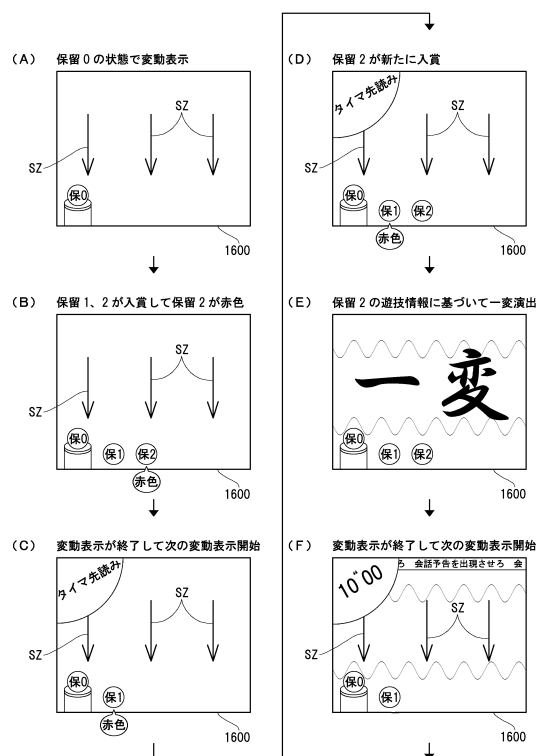 (A) 保留0の状態で変動表示
SZ
SZ
保0
1600
(B) 保留1、2が入賞して保留2が赤色
SZ
SZ
保0 保1 保2
赤色
1600
(C) 変動表示が終了して次の変動表示開始
タイマ先読み
SZ
SZ
保0 保1
赤色
1600
(D) 保留2が新たに入賞
タイマ先読み
SZ
SZ
保0 保1 保2
赤色
1600
(E) 保留2の遊技情報に基づいて一変演出
一変
保0 保1 保2
1600
(F) 変動表示が終了して次の変動表示開始
10"00
ろ 会話予告を出現させろ 会
SZ
SZ
保0 保1
1600